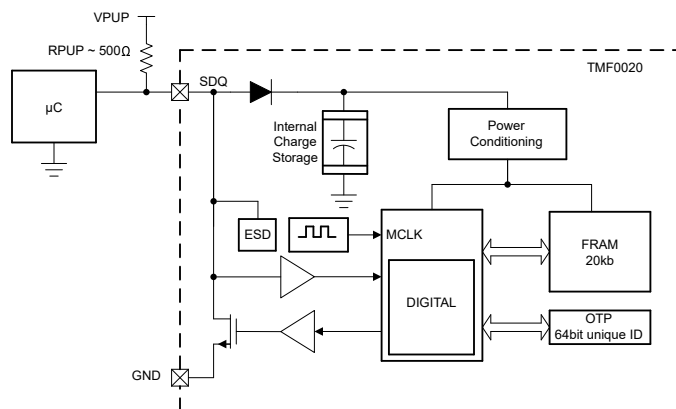 VPUP
RPUP ~ 500Ω
TMF0020
SDQ
µC
Internal
Charge
Storage
Power
Conditioning
ESD
MCLK
FRAM
20kb
DIGITAL
OTP
64bit unique ID
GND